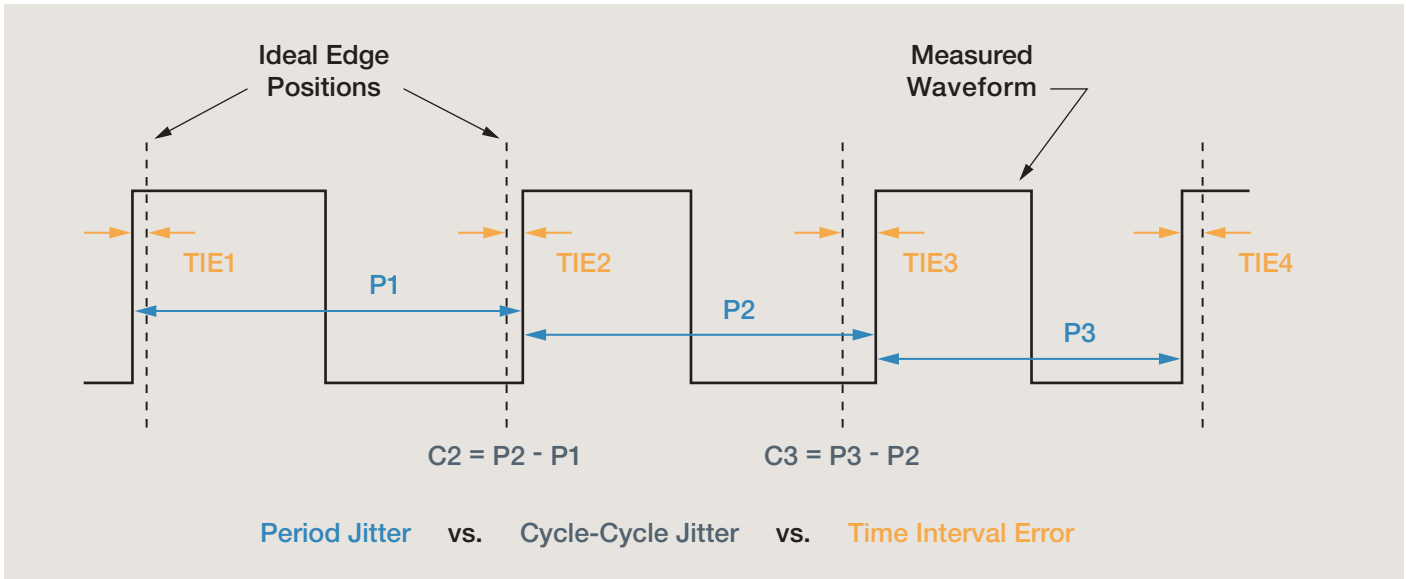 Ideal Edge
Positions
Measured
Waveform
TIE1
TIE2
TIE3
TIE4
P1
P2
P3
C2 = P2 - P1
C3 = P3 - P2
Period Jitter vs. Cycle-Cycle Jitter vs. Time Interval Error